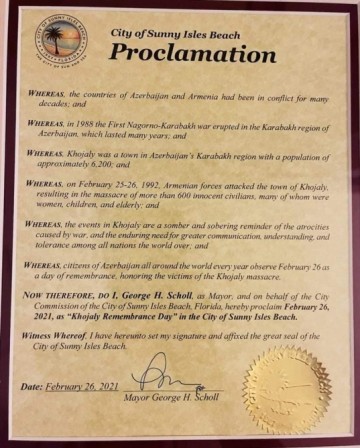 City of Sunny Isles Beach
Proclamation
WHEREAS, the countries of Azerbaijan and Armenia had been in conflict for many
decades; and
WHEREAS, in 1988 the First Nagorno-Karabakh war erupted in the Karabakh region of
Azerbaijan, which lasted many years; and
WHEREAS, Khojaly was a town in Azerbaijan's Karabakh region with a population of
approximately 6,200; and
WHEREAS, on February 25-26, 1992, Armenian forces attacked the town of Khojaly,
resulting in the massacre of more than 600 innocent civilians, many of whom were
women, children, and elderly; and
WHEREAS, the events in Khojaly are a somber and sobering reminder of the atrocities
caused by war, and the enduring need for greater communication, understanding, and
tolerance among all nations the world over; and
WHEREAS, citizens of Azerbaijan all around the world every year observe February 26 as
a day of remembrance, honoring the victims of the Khojaly massacre.
NOW THEREFORE, DO I, George H. Scholl, as Mayor, and on behalf of the City
Commission of the City of Sunny Isles Beach, Florida, hereby proclaim February 26,
2021, as "Khojaly Remembrance Day" in the City of Sunny Isles Beach.
Witness Whereof, I have hereunto set my signature and affixed the great seal of the
City of Sunny Isles Beach.
Date: February 26, 2021
Mayor George H. Scholl